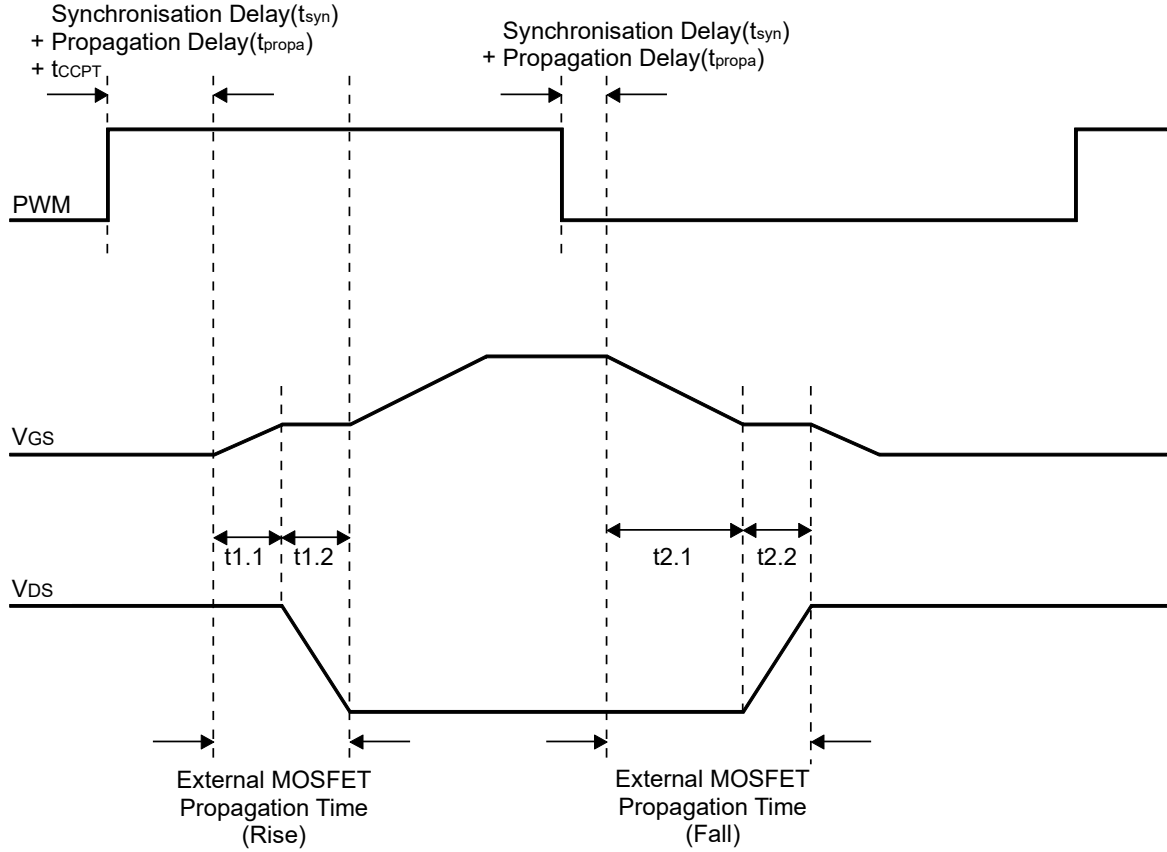 Synchronisation Delay(tsyn)
+ Propagation Delay(tpropa)
+ tCCPT
Synchronisation Delay(tsyn)
+ Propagation Delay(tpropa)
PWM
VGS
t1.1
t1.2
t2.1
t2.2
VDS
External MOSFET
Propagation Time
(Rise)
External MOSFET
Propagation Time
(Fall)